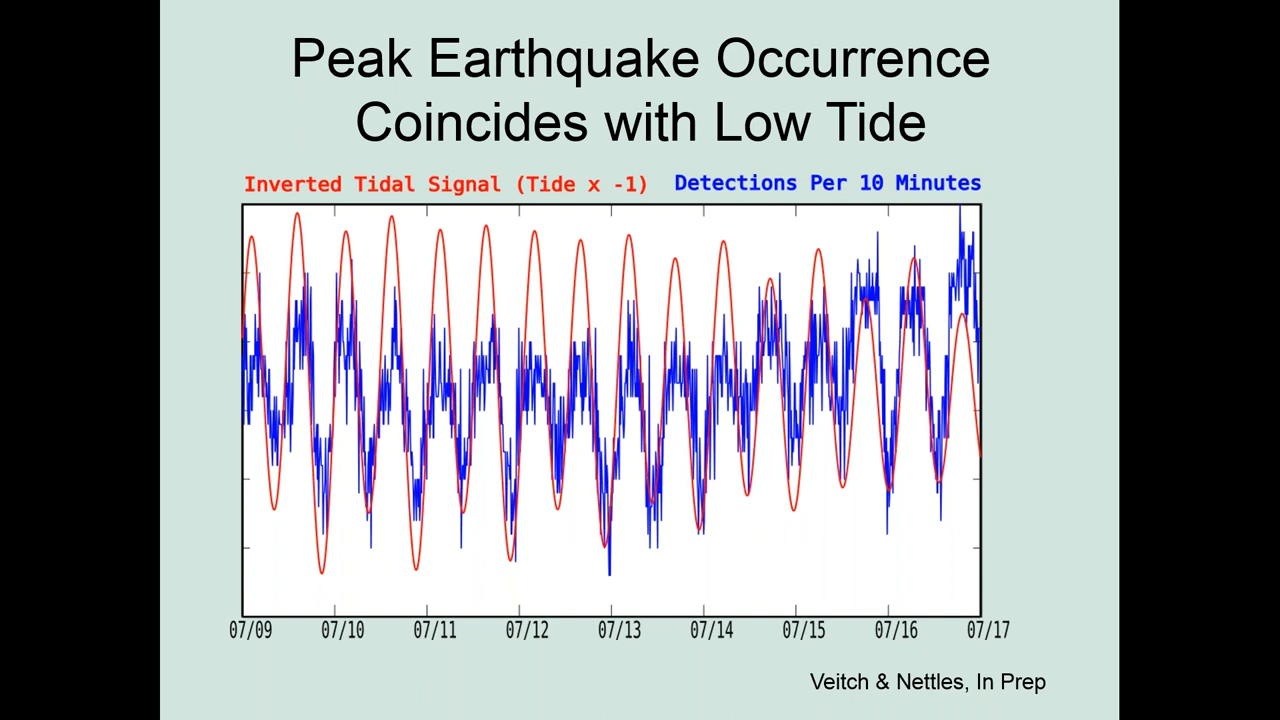 Peak Earthquake Occurrence
Coincides with Low Tide
Inverted Tidal Signal (Tide x -1) Detections Per 10 Minutes
07/09 07/10 07/11 07/12 07/13 07/14 07/15 07/16 07/17
Veitch & Nettles, In Prep